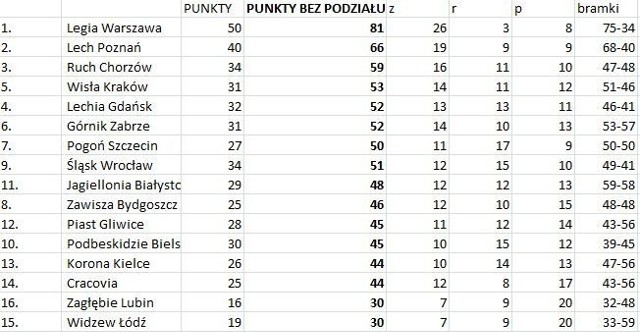 PUNKTY PUNKTY BEZ PODZIAŁU z r p bramki
1. Legia Warszawa 50 81 26 3 8 75-34
2. Lech Poznań 40 66 19 9 9 68-40
3. Ruch Chorzów 34 59 16 11 10 47-48
5. Wisła Kraków 31 53 14 11 12 51-46
4. Lechia Gdańsk 32 52 13 13 11 46-41
6. Górnik Zabrze 31 52 14 10 13 53-57
7. Pogoń Szczecin 27 50 11 17 9 50-50
9. Śląsk Wrocław 34 51 12 15 10 49-41
11. Jagiellonia Białystc 29 48 12 12 13 59-58
8. Zawisza Bydgoszcz 25 46 12 10 15 48-48
12. Piast Gliwice 28 45 11 12 14 43-56
10. Podbeskidzie Biels 30 45 10 15 12 39-45
13. Korona Kielce 26 44 10 14 13 47-56
14. Cracovia 25 44 12 8 17 43-56
16. Zagłębie Lubin 16 30 7 9 20 32-48
15. Widzew Łódź 19 30 7 9 20 33-59